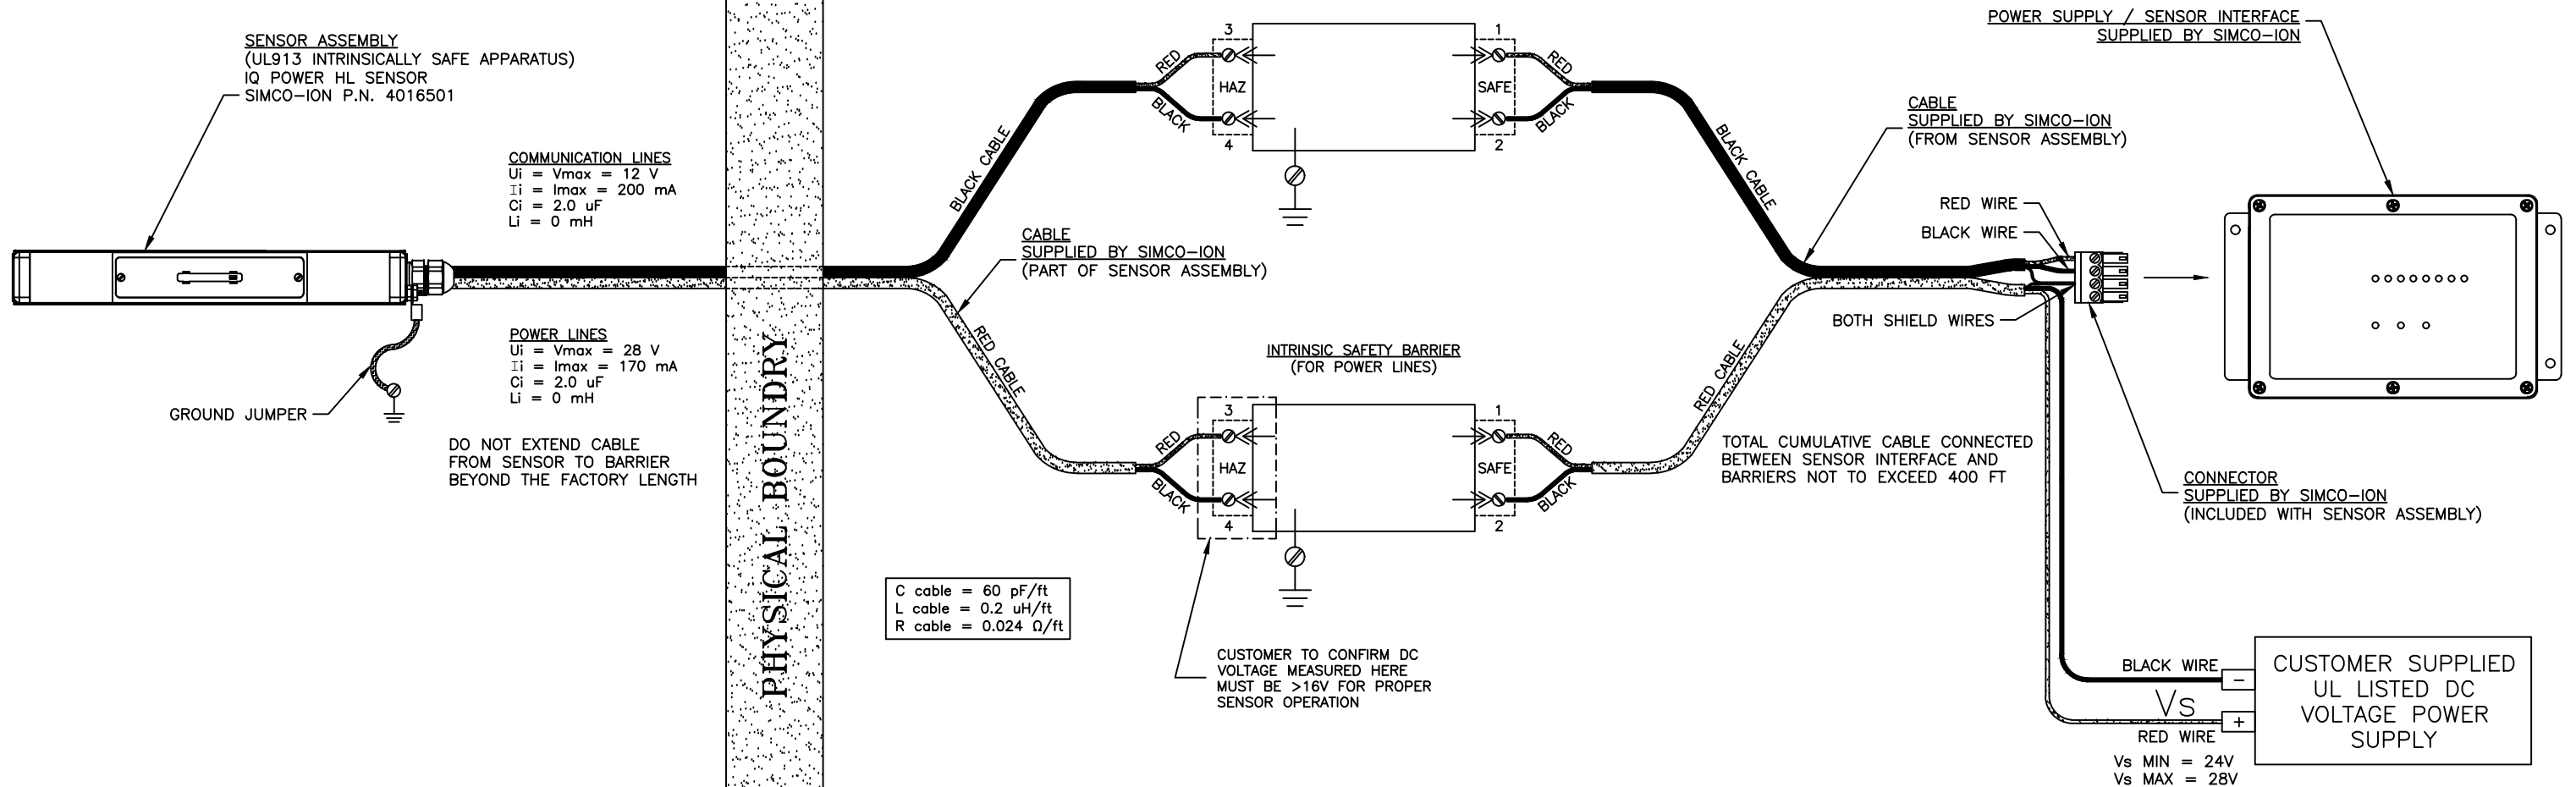 SENSOR ASSEMBLY
(UL913 INTRINSICALLY SAFE APPARATUS)
IQ POWER HL SENSOR
SIMCO-ION P.N. 4016501
COMMUNICATION LINES
Ui = Vmax = 12 V
Ii = Imax = 200 mA
Ci = 2.0 uF
Li = 0 mH
POWER LINES
Ui = Vmax = 28 V
Ii = Imax = 170 mA
Ci = 2.0 uF
Li = 0 mH
GROUND JUMPER
DO NOT EXTEND CABLE
FROM SENSOR TO BARRIER
BEYOND THE FACTORY LENGTH
PHYSICAL BOUNDRY
BLACK CABLE
RED
BLACK
3
HAZ
4
1
SAFE
2
RED
BLACK
BLACK CABLE
CABLE
SUPPLIED BY SIMCO-ION
(PART OF SENSOR ASSEMBLY)
RED CABLE
INTRINSIC SAFETY BARRIER
(FOR POWER LINES)
RED
BLACK
3
HAZ
4
1
SAFE
2
RED
BLACK
RED CABLE
C cable = 60 pF/ft
L cable = 0.2 uH/ft
R cable = 0.024 Ω/ft
CUSTOMER TO CONFIRM DC
VOLTAGE MEASURED HERE
MUST BE >16V FOR PROPER
SENSOR OPERATION
POWER SUPPLY / SENSOR INTERFACE
SUPPLIED BY SIMCO-ION
CABLE
SUPPLIED BY SIMCO-ION
(FROM SENSOR ASSEMBLY)
RED WIRE
BLACK WIRE
BOTH SHIELD WIRES
TOTAL CUMULATIVE CABLE CONNECTED
BETWEEN SENSOR INTERFACE AND
BARRIERS NOT TO EXCEED 400 FT
CONNECTOR
SUPPLIED BY SIMCO-ION
(INCLUDED WITH SENSOR ASSEMBLY)
BLACK WIRE
-
Vs
+
RED WIRE
Vs MIN = 24V
Vs MAX = 28V
CUSTOMER SUPPLIED
UL LISTED DC
VOLTAGE POWER
SUPPLY